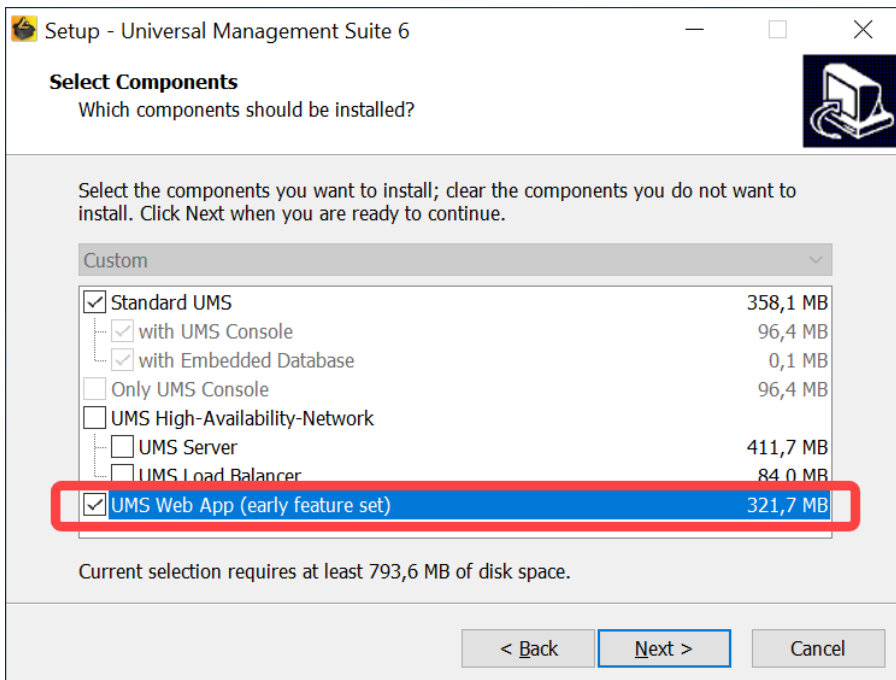 Setup - Universal Management Suite 6
Select Components
Which components should be installed?
Select the components you want to install; clear the components you do not want to
install. Click Next when you are ready to continue.
Custom
Standard UMS 358,1 MB
with UMS Console 96,4 MB
with Embedded Database 0,1 MB
Only UMS Console 96,4 MB
UMS High-Availability-Network
UMS Server 411,7 MB
UMS Load Balancer 84,0 MB
UMS Web App (early feature set) 321,7 MB
Current selection requires at least 793,6 MB of disk space.
< Back Next > Cancel